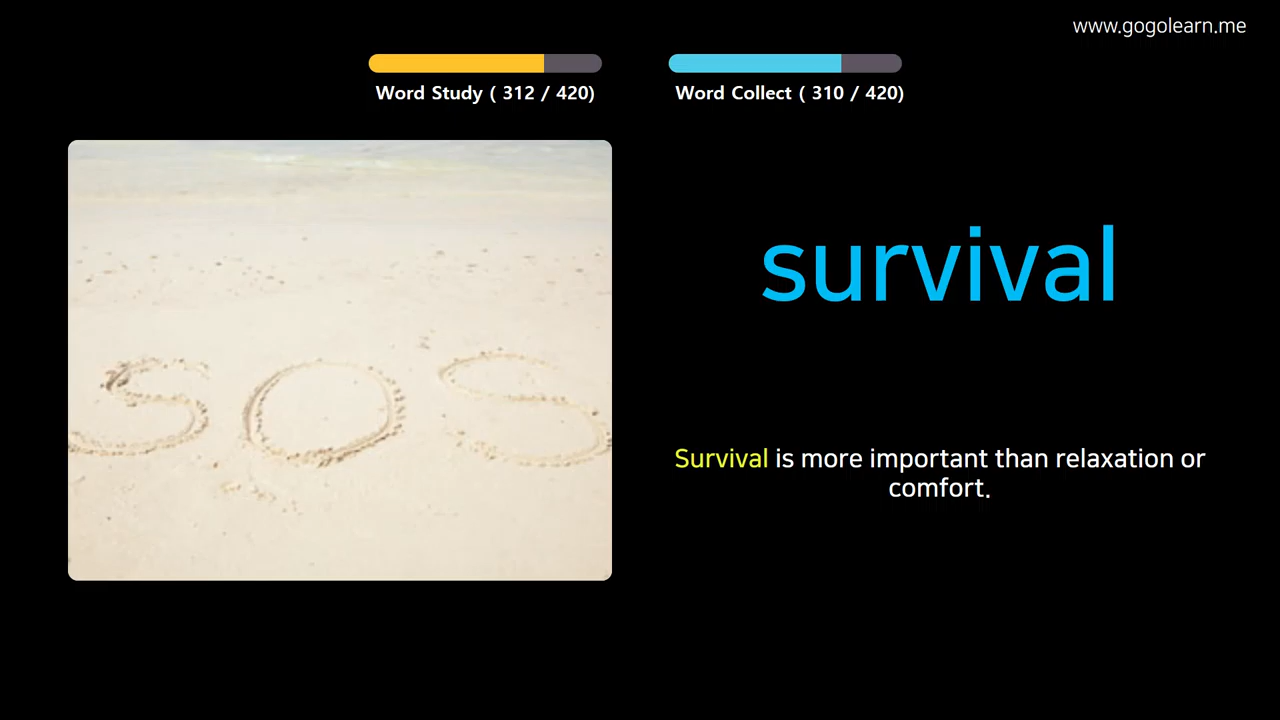 www.gogolearn.me
Word Study ( 312 / 420)
Word Collect ( 310 / 420)
SOS
survival
Survival is more important than relaxation or
comfort.